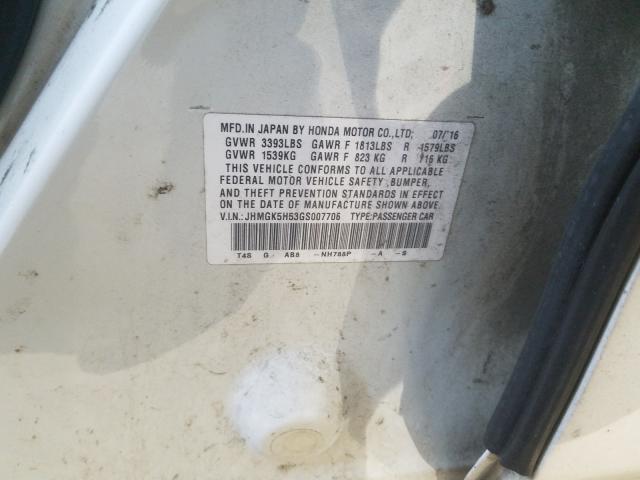 MFD.IN JAPAN BY HONDA MOTOR CO.,LTD; 07/16
GVWR 3393LBS GAWR F 1813LBS R 1579LBS
GVWR 1539KG GAWR F 823 KG R 716 KG
THIS VEHICLE CONFORMS TO ALL APPLICABLE
FEDERAL MOTOR VEHICLE SAFETY ,BUMPER,
AND THEFT PREVENTION STANDARDS IN EFFECT
ON THE DATE OF MANUFACTURE SHOWN ABOVE.
V.I.N.: JHMGK5H53GS007706 TYPE:PASSENGER CAR
T4S G AB8 -NH788P -A -S